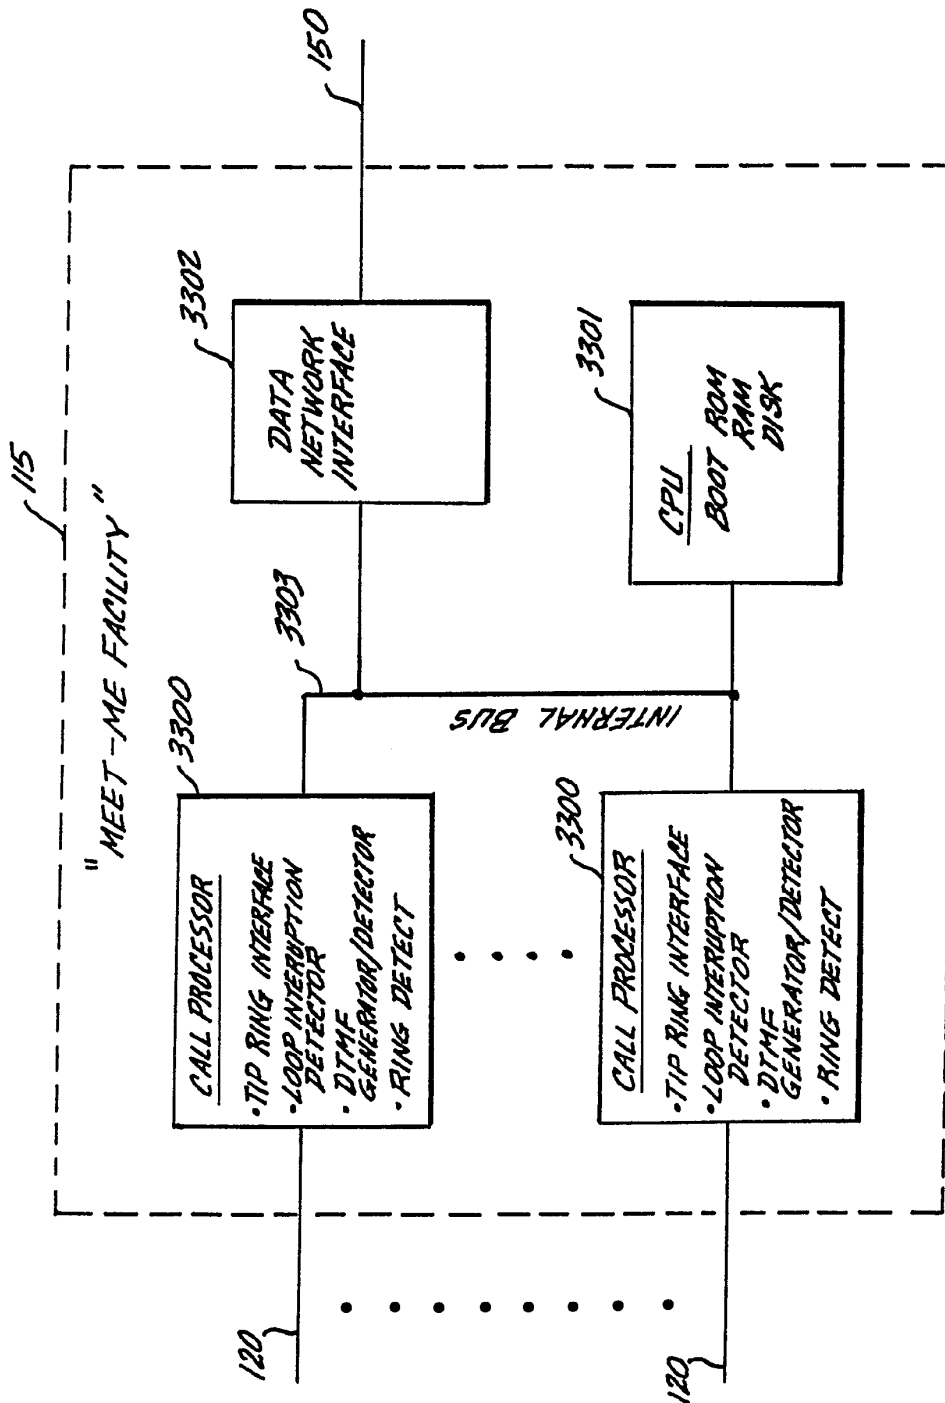 115
"MEET-ME FACILITY"
3300
CALL PROCESSOR
•TIP RING INTERFACE
•LOOP INTERUPTION
DETECTOR
•DTMF
GENERATOR/DETECTOR
•RING DETECT
120
3303
INTERNAL BUS
3302
DATA
NETWORK
INTERFACE
150
3300
CALL PROCESSOR
•TIP RING INTERFACE
•LOOP INTERUPTION
DETECTOR
•DTMF
GENERATOR/DETECTOR
•RING DETECT
120
3301
CPU
BOOT ROM
RAM
DISK